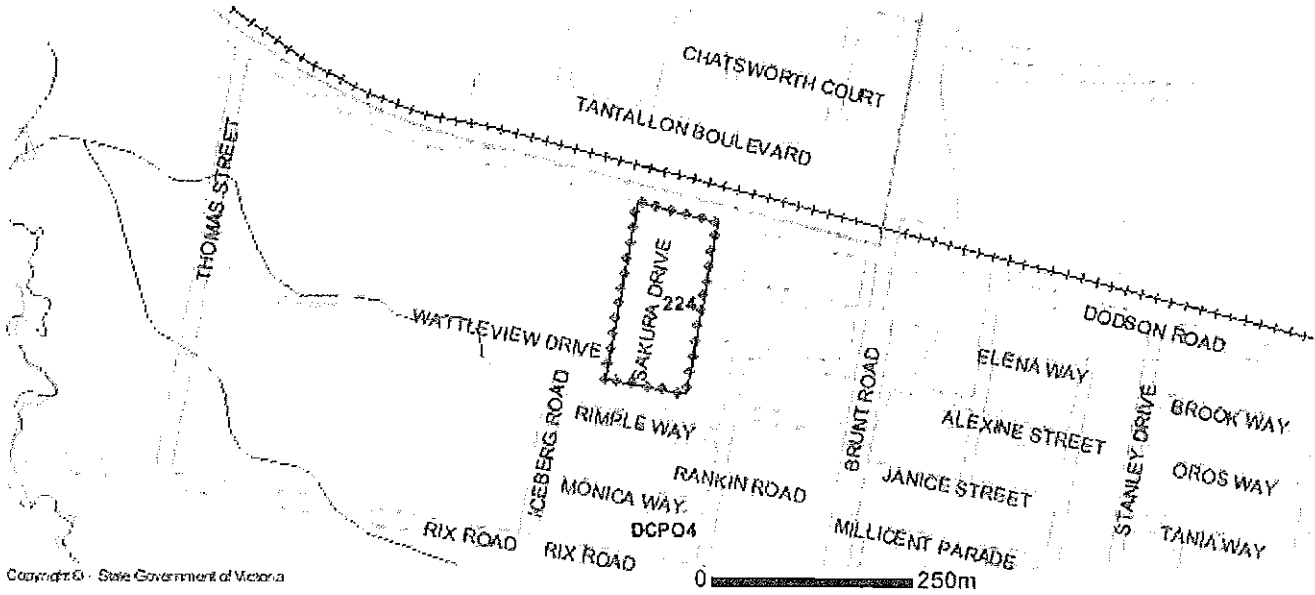 CHATSWORTH COURT
TANTALLON BOULEVARD
THOMAS STREET
SAKURA DRIVE
224
WATTLEVIEW DRIVE
DODSON ROAD
ELENA WAY
BRUNT ROAD
ICEBERG ROAD
RIMPLE WAY
ALEXINE STREET
STANLEY DRIVE
BROOK WAY
RANKIN ROAD
JANICE STREET
OROS WAY
MONICA WAY
DCPO4
MILLICENT PARADE
TANIA WAY
RIX ROAD
RIX ROAD
Copyright © - State Government of Victoria
0 250m